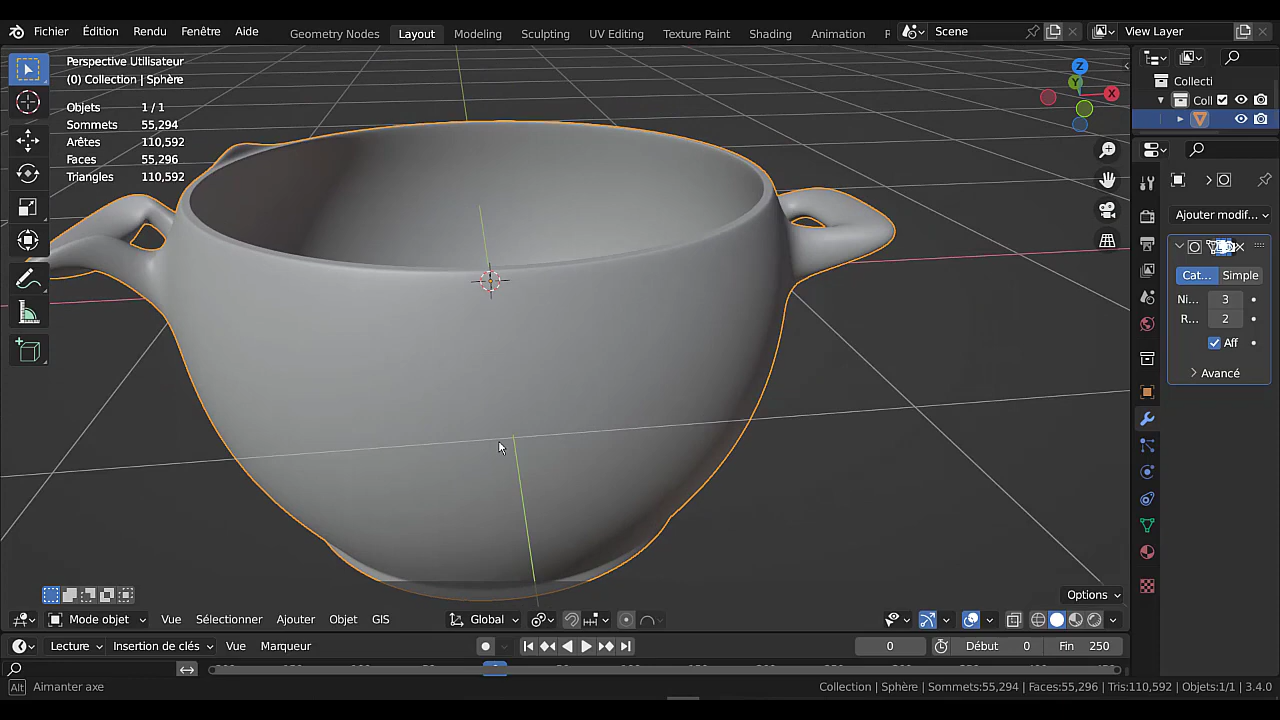 Fichier Édition Rendu Fenêtre Aide
Geometry Nodes Layout Modeling Sculpting UV Editing Texture Paint Shading Animation
Scene
View Layer
Perspective Utilisateur
(0) Collection | Sphère
Objets 1 / 1
Sommets 55,294
Arêtes 110,592
Faces 55,296
Triangles 110,592
Z
Y
X
Collecti
Coll
Ajouter modif...
Cat... Simple
Ni... 3
R... 2
Aff
Avancé
Options
Mode objet Vue Sélectionner Ajouter Objet GIS
Global
Lecture Insertion de clés Vue Marqueur
0 Début 0 Fin 250
Alt Aimanter axe
Collection | Sphère | Sommets:55,294 | Faces:55,296 | Tris:110,592 | Objets:1/1 | 3.4.0